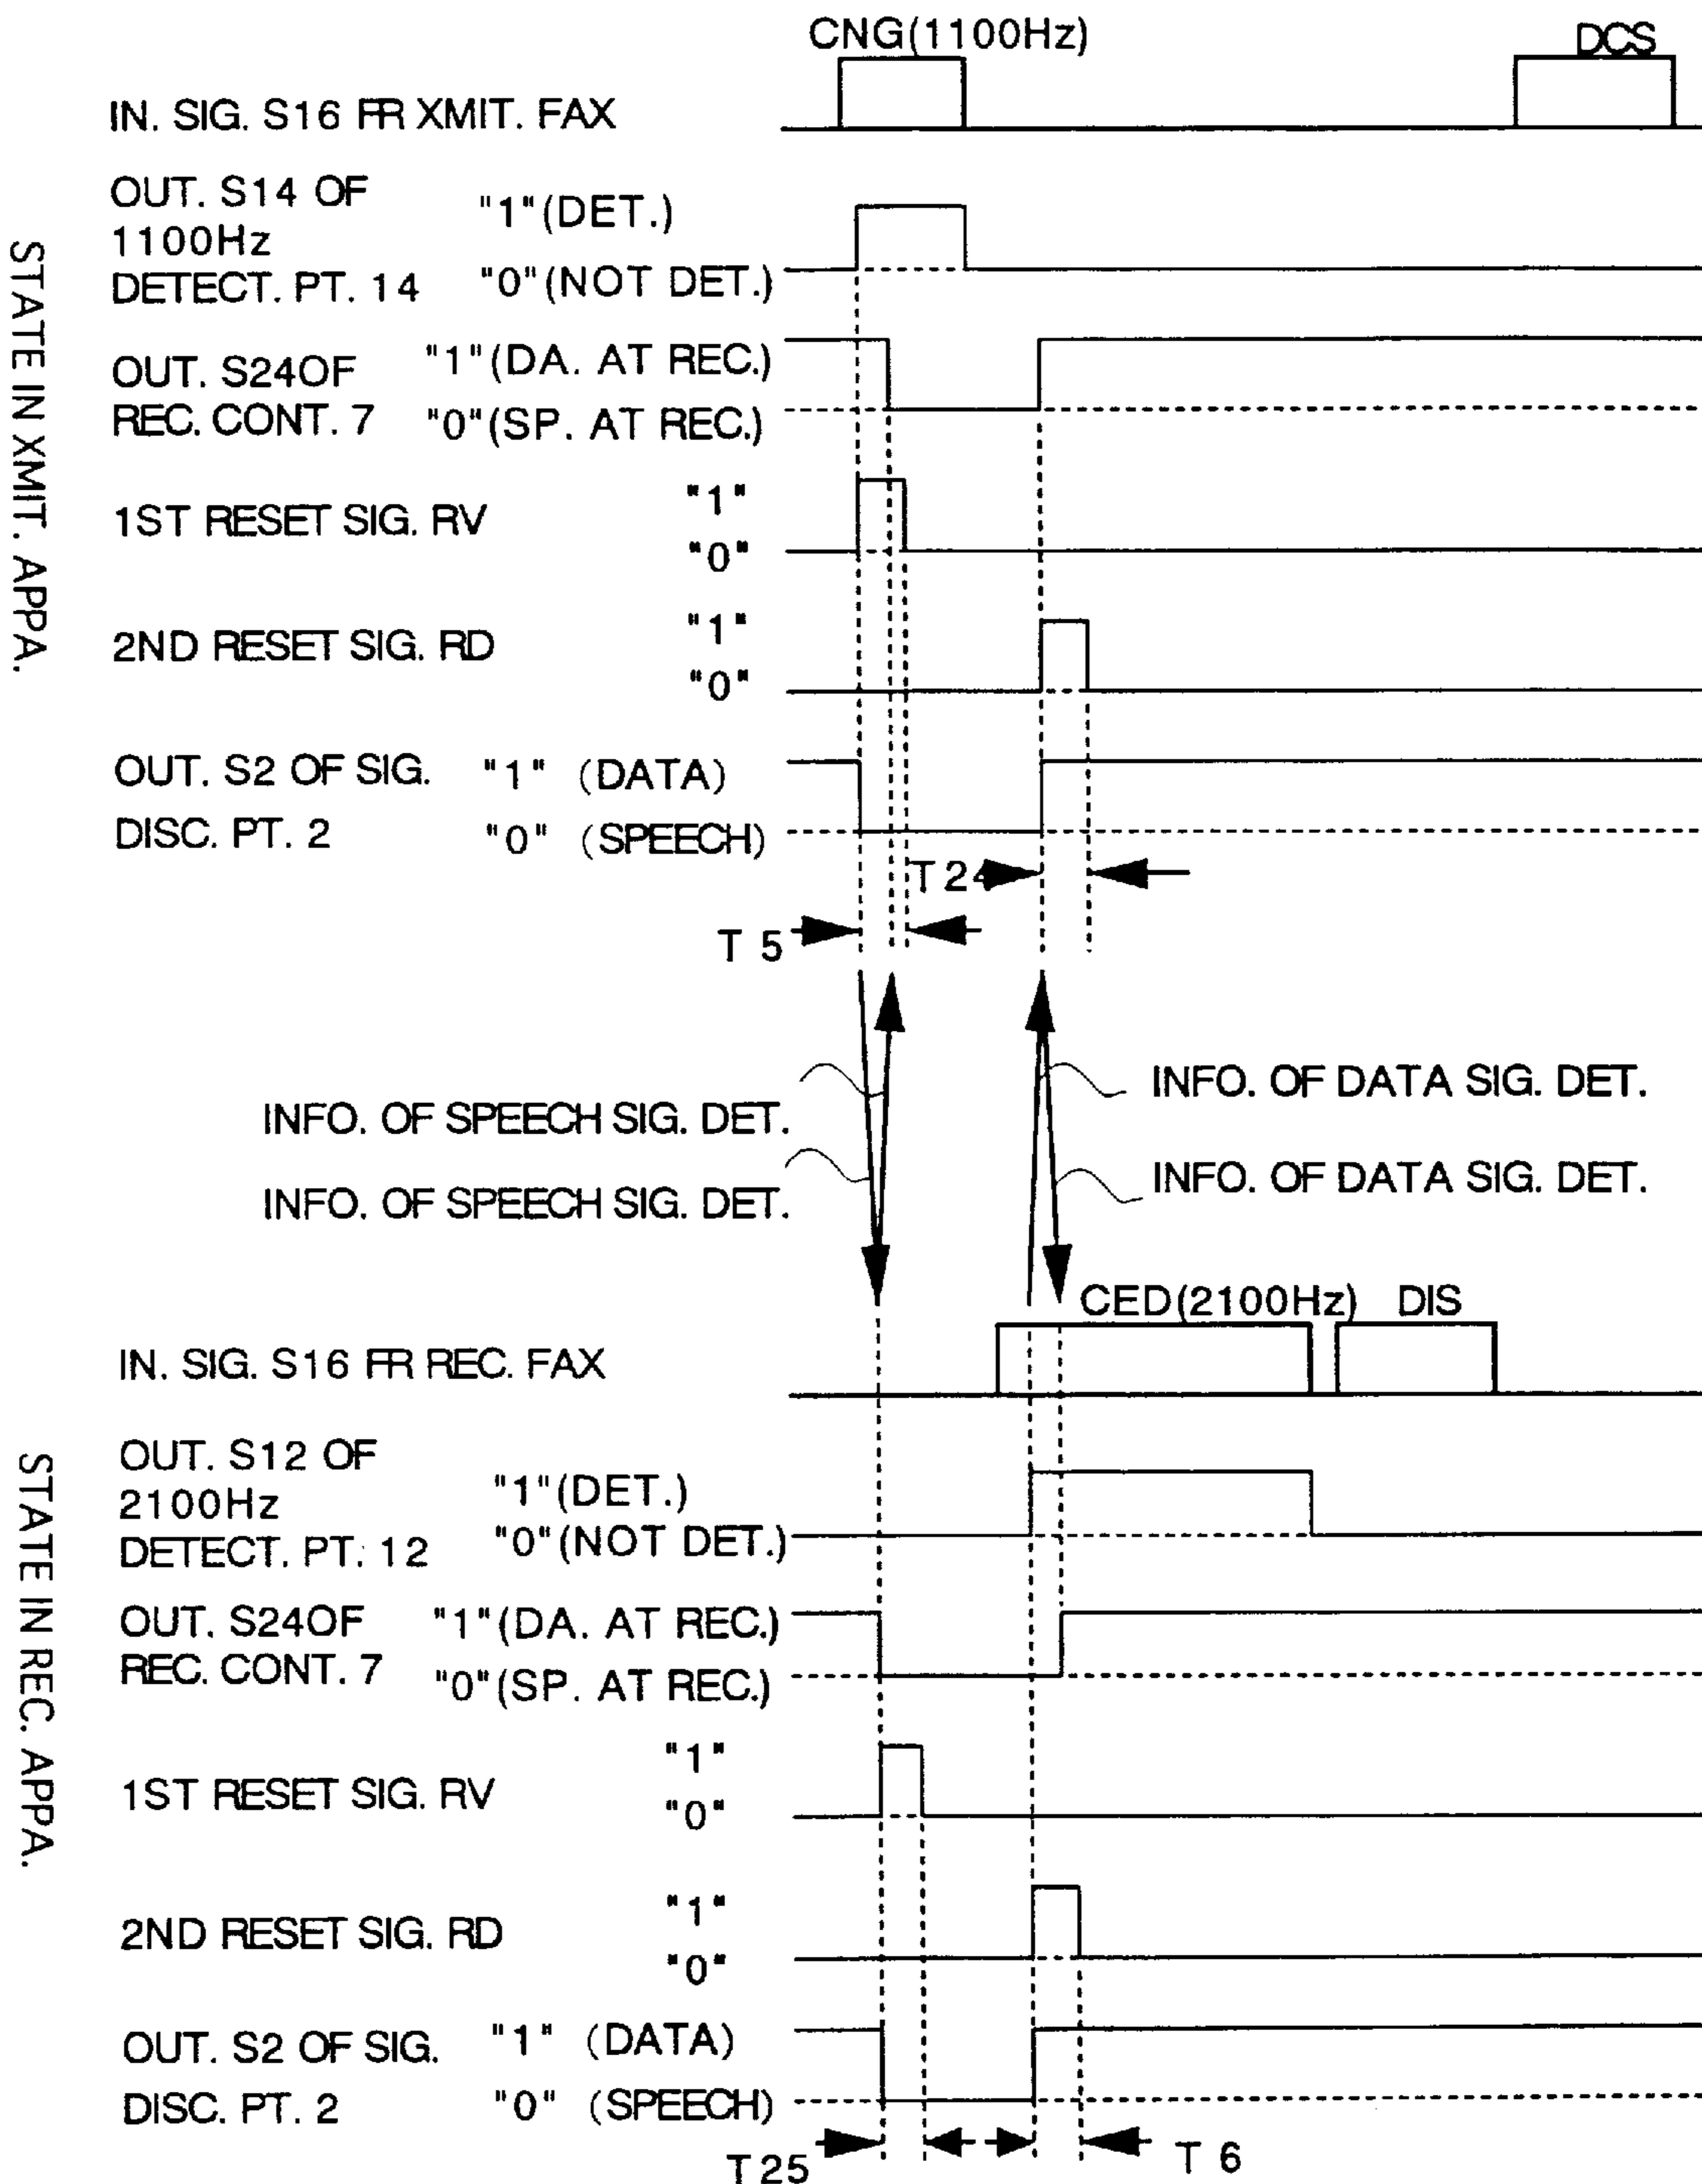 CNG(1100Hz)
DCS
IN. SIG. S16 FR XMIT. FAX
OUT. S14 OF
1100Hz
DETECT. PT. 14
"1"(DET.)
"0"(NOT DET.)
OUT. S24OF
REC. CONT. 7
"1"(DA. AT REC.)
"0"(SP. AT REC.)
1ST RESET SIG. RV
"1"
"0"
2ND RESET SIG. RD
"1"
"0"
OUT. S2 OF SIG.
DISC. PT. 2
"1" (DATA)
"0" (SPEECH)
T24
T 5
STATE IN XMIT. APPA.
INFO. OF SPEECH SIG. DET.
INFO. OF SPEECH SIG. DET.
INFO. OF DATA SIG. DET.
INFO. OF DATA SIG. DET.
CED(2100Hz)
DIS
IN. SIG. S16 FR REC. FAX
OUT. S12 OF
2100Hz
DETECT. PT. 12
"1"(DET.)
"0"(NOT DET.)
OUT. S24OF
REC. CONT. 7
"1"(DA. AT REC.)
"0"(SP. AT REC.)
1ST RESET SIG. RV
"1"
"0"
2ND RESET SIG. RD
"1"
"0"
OUT. S2 OF SIG.
DISC. PT. 2
"1" (DATA)
"0" (SPEECH)
T25
T 6
STATE IN REC. APPA.